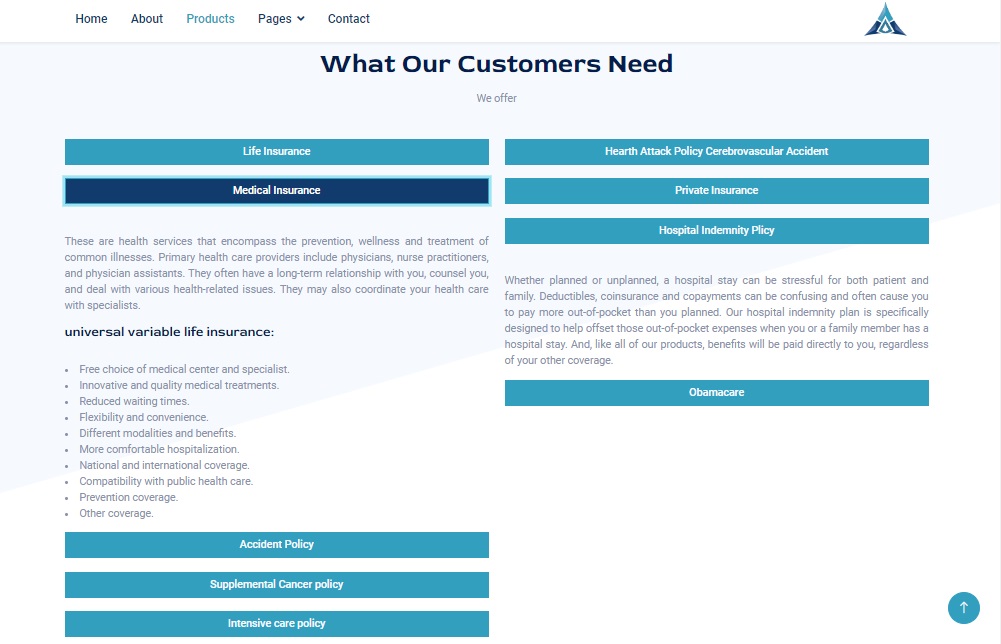 Home About Products Pages Contact
What Our Customers Need
We offer
Life Insurance
Medical Insurance
These are health services that encompass the prevention, wellness and treatment of
common illnesses. Primary health care providers include physicians, nurse practitioners,
and physician assistants. They often have a long-term relationship with you, counsel you,
and deal with various health-related issues. They may also coordinate your health care
with specialists.
universal variable life insurance:
• Free choice of medical center and specialist.
• Innovative and quality medical treatments.
• Reduced waiting times.
• Flexibility and convenience.
• Different modalities and benefits.
• More comfortable hospitalization.
• National and international coverage.
• Compatibility with public health care.
• Prevention coverage.
• Other coverage.
Accident Policy
Supplemental Cancer policy
Intensive care policy
Hearth Attack Policy Cerebrovascular Accident
Private Insurance
Hospital Indemnity Plicy
Whether planned or unplanned, a hospital stay can be stressful for both patient and
family. Deductibles, coinsurance and copayments can be confusing and often cause you
to pay more out-of-pocket than you planned. Our hospital indemnity plan is specifically
designed to help offset those out-of-pocket expenses when you or a family member has a
hospital stay. And, like all of our products, benefits will be paid directly to you, regardless
of your other coverage.
Obamacare